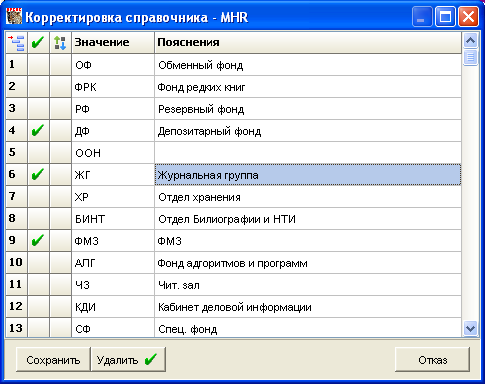 Корректировка справочника - MHR
Значение Пояснения
1 ОФ Обменный фонд
2 ФРК Фонд редких книг
3 РФ Резервный фонд
4 ДФ Депозитарный фонд
5 ООН
6 ЖГ Журнальная группа
7 ХР Отдел хранения
8 БИНТ Отдел Билиографии и НТИ
9 ФМЗ ФМЗ
10 АПГ Фонд адгоритмов и программ
11 ЧЗ Чит. зал
12 КДИ Кабинет деловой информации
13 СФ Спец. фонд
Сохранить Удалить Отказ